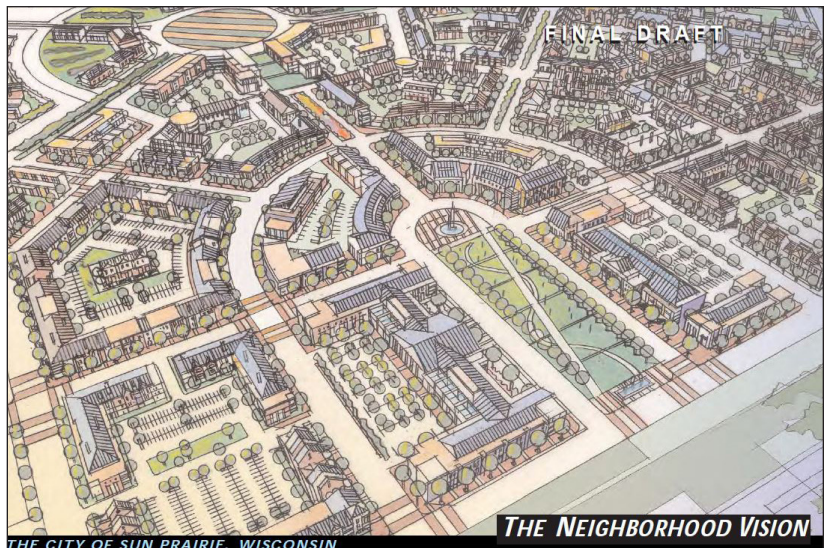 FINAL DRAFT
THE NEIGHBORHOOD VISION
THE CITY OF SUN PRAIRIE, WISCONSIN